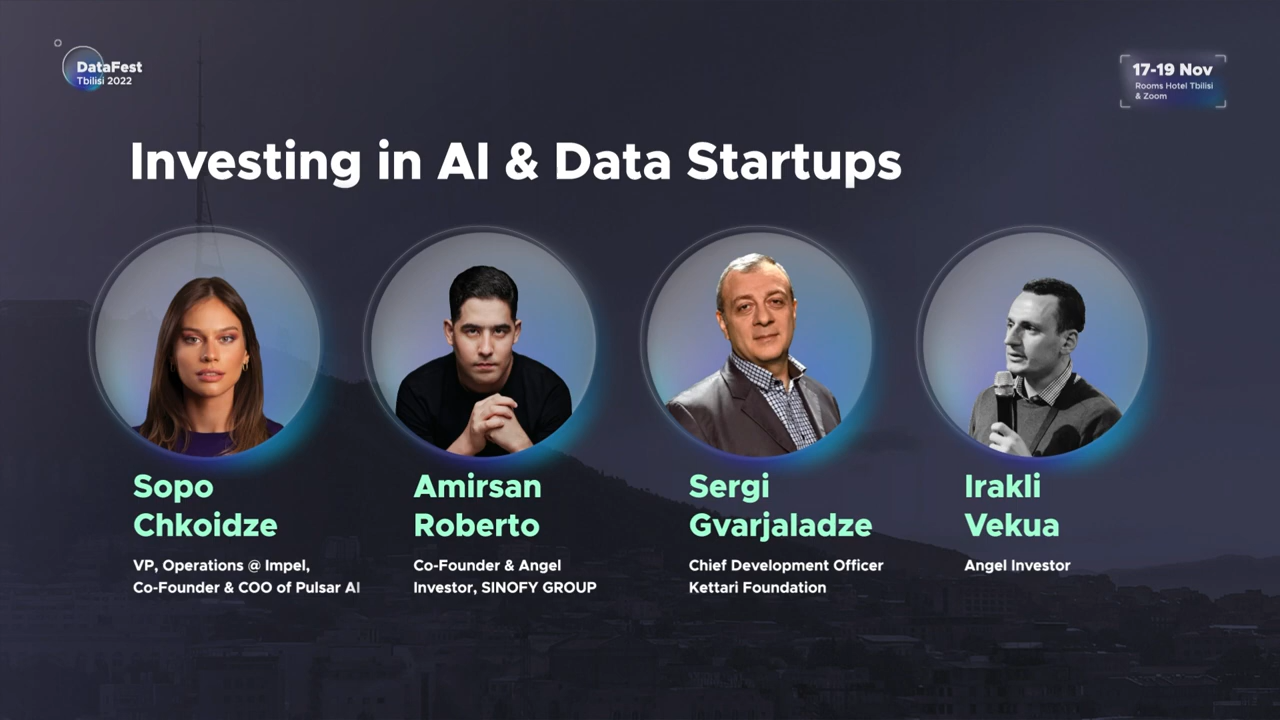 DataFest
Tbilisi 2022
17-19 Nov
Rooms Hotel Tbilisi
& Zoom
Investing in AI & Data Startups
Sopo
Chkoidze
VP, Operations @ Impel,
Co-Founder & COO of Pulsar AI
Amirsan
Roberto
Co-Founder & Angel
Investor, SINOFY GROUP
Sergi
Gvarjaladze
Chief Development Officer
Kettari Foundation
Irakli
Vekua
Angel Investor